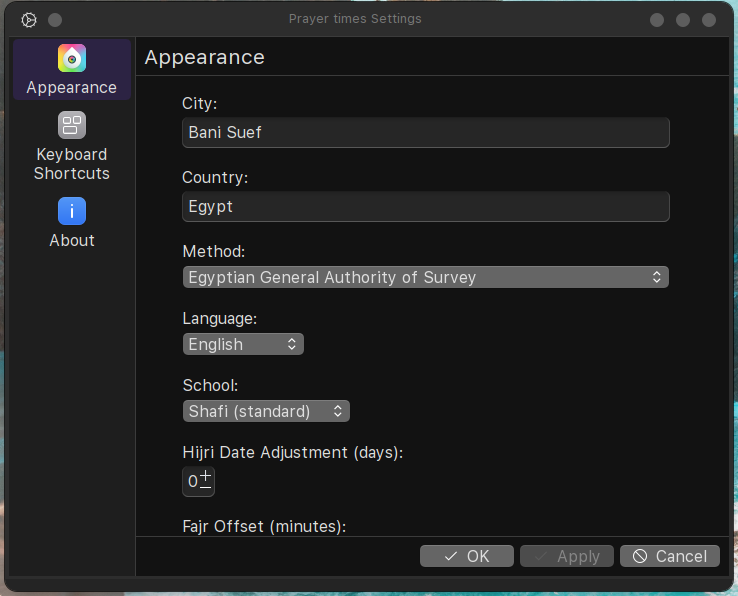 Prayer times Settings
Appearance
Keyboard
Shortcuts
About
Appearance
City:
Bani Suef
Country:
Egypt
Method:
Egyptian General Authority of Survey
Language:
English
School:
Shafi (standard)
Hijri Date Adjustment (days):
0
Fajr Offset (minutes):
OK
Apply
Cancel